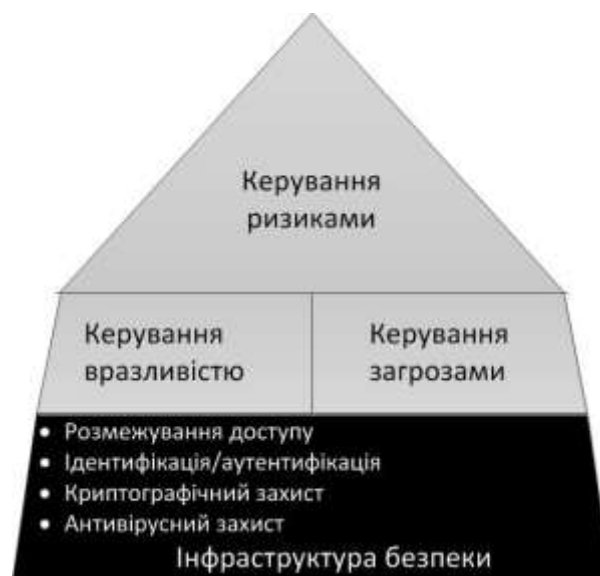 Керування
ризиками
Керування
вразливістю
Керування
загрозами
• Розмежування доступу
• Ідентифікація/аутентифікація
• Криптографічний захист
• Антивірусний захист
Інфраструктура безпеки